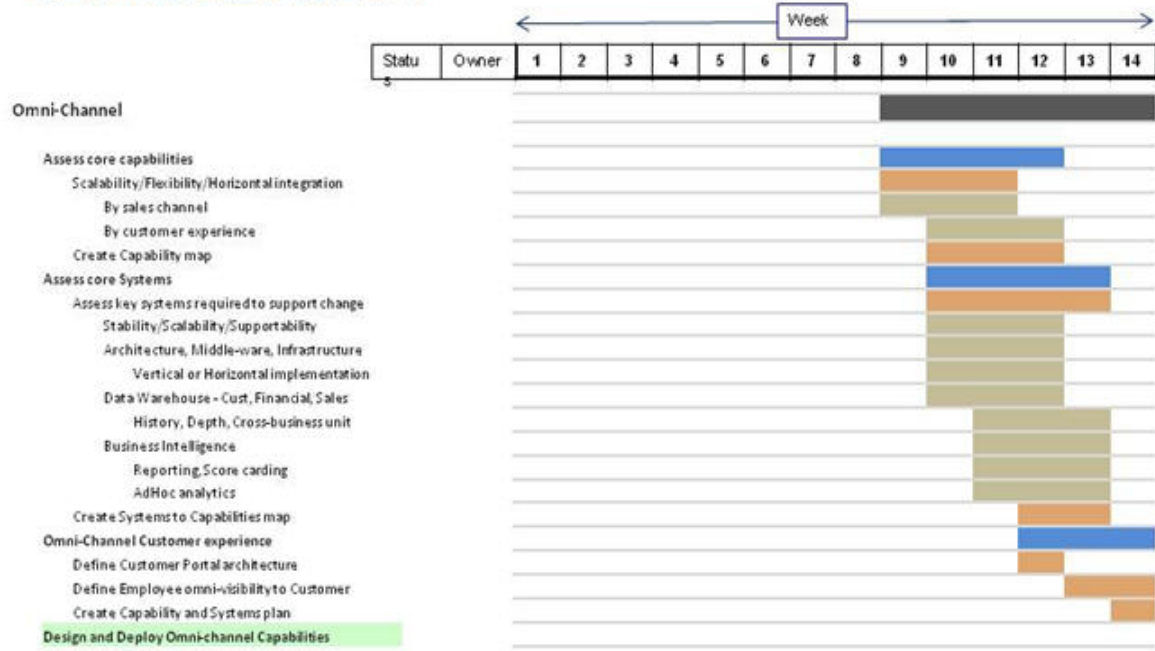 Week
Status Owner 1 2 3 4 5 6 7 8 9 10 11 12 13 14
Omni-Channel
Assess core capabilities
Scalability/Flexibility/Horizontal integration
By sales channel
By customer experience
Create Capability map
Assess core Systems
Assess key systems required to support change
Stability/Scalability/Supportability
Architecture, Middle-ware, Infrastructure
Vertical or Horizontal implementation
Data Warehouse - Cust, Financial, Sales
History, Depth, Cross-business unit
Business Intelligence
Reporting, Score carding
AdHoc analytics
Create Systems to Capabilities map
Omni-Channel Customer experience
Define Customer Portal architecture
Define Employee omni-visibility to Customer
Create Capability and Systems plan
Design and Deploy Omni-channel Capabilities